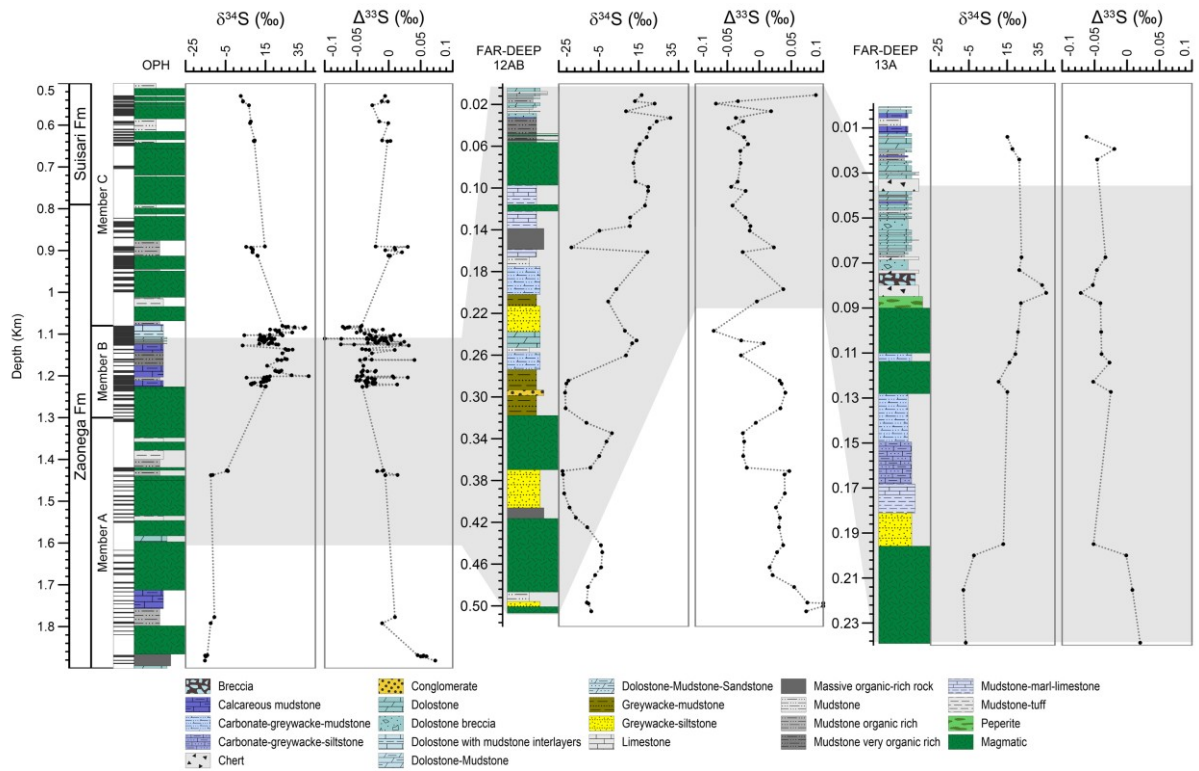 δ³⁴S (‰)
Δ³³S (‰)
δ³⁴S (‰)
Δ³³S (‰)
δ³⁴S (‰)
Δ³³S (‰)
-25
-5
15
35
-0.1
-0.05
0
0.05
0.1
-25
-5
15
35
-0.1
-0.05
0
0.05
0.1
-25
-5
15
35
-0.1
-0.05
0
0.05
0.1
OPH
FAR-DEEP
12AB
FAR-DEEP
13A
Depth (Km)
Suisari Fm
Zaonega Fm
Member C
Member B
Member A
0.5
0.6
0.7
0.8
0.9
1.0
1.1
1.2
1.3
1.4
1.5
1.6
1.7
1.8
0.02
0.06
0.10
0.14
0.18
0.22
0.26
0.30
0.34
0.38
0.42
0.46
0.50
0.01
0.03
0.05
0.07
0.09
0.11
0.13
0.15
0.17
0.19
0.21
0.23
Breccia
Calcareous-mudstone
Carbonate-greywacke-mudstone
Carbonate-greywacke-siltstone
Chert
Conglomerate
Dolostone
Dolostone-breccia
Dolostone
mudstone interlayers
Dolostone-Mudstone
Dolostone-Mudstone-Sandstone
Greywacke-mudstone
Greywacke-siltstone
Limestone
Massive organic-rich rock
Mudstone
Mudstone organic rich
very organic rich
Mudstone-marl-limestone
Mudstone-tuff
Peperite
Magmatic